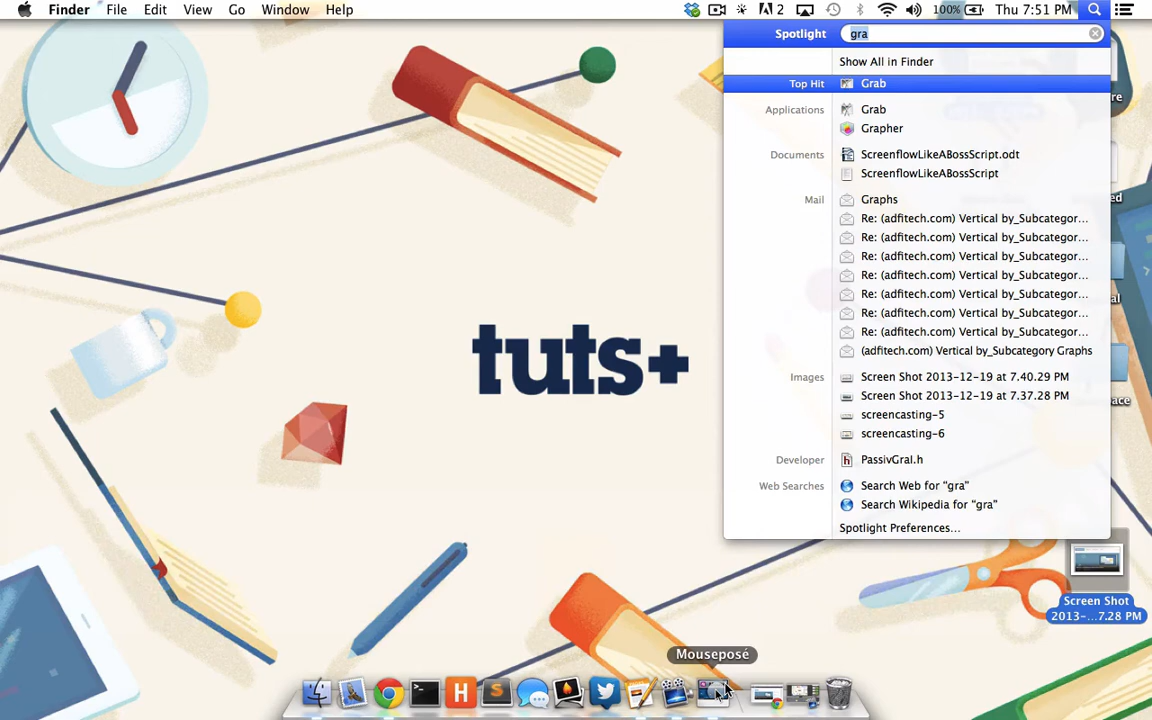 Finder File Edit View Go Window Help
2 100% Thu 7:51 PM
Spotlight gra
Show All in Finder
Top Hit Grab
Applications Grab
Grapher
Documents ScreenflowLikeABossScript.odt
ScreenflowLikeABossScript
Mail Graphs
Re: (adfitech.com) Vertical by_Subcategor...
Re: (adfitech.com) Vertical by_Subcategor...
Re: (adfitech.com) Vertical by_Subcategor...
Re: (adfitech.com) Vertical by_Subcategor...
Re: (adfitech.com) Vertical by_Subcategor...
Re: (adfitech.com) Vertical by_Subcategor...
Re: (adfitech.com) Vertical by_Subcategor...
(adfitech.com) Vertical by_Subcategory Graphs
Images Screen Shot 2013-12-19 at 7.40.29 PM
Screen Shot 2013-12-19 at 7.37.28 PM
screencasting-5
screencasting-6
Developer PassivGral.h
Web Searches Search Web for "gra"
Search Wikipedia for "gra"
Spotlight Preferences...
tuts+
Screen Shot
2013-...7.28 PM
Mouseposé
H
S